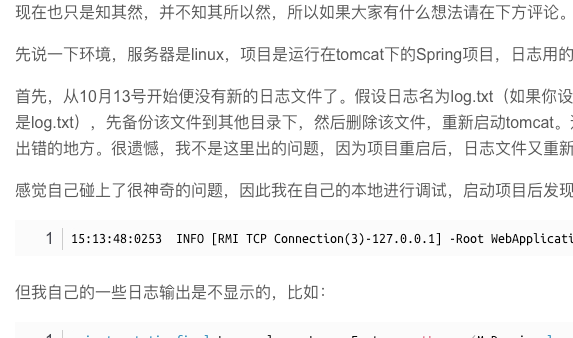 现在也只是知其然，并不知其所以然，所以如果大家有什么想法请在下方评论。
先说一下环境，服务器是linux，项目是运行在tomcat下的Spring项目，日志用的
首先，从10月13号开始便没有新的日志文件了。假设日志名为log.txt（如果你设
是log.txt），先备份该文件到其他目录下，然后删除该文件，重新启动tomcat。
出错的地方。很遗憾，我不是这里出的问题，因为项目重启后，日志文件又重新
感觉自己碰上了很神奇的问题，因此我在自己的本地进行调试，启动项目后发现
1 15:13:48:0253 INFO [RMI TCP Connection(3)-127.0.0.1] -Root WebApplicati
但我自己的一些日志输出是不显示的，比如：